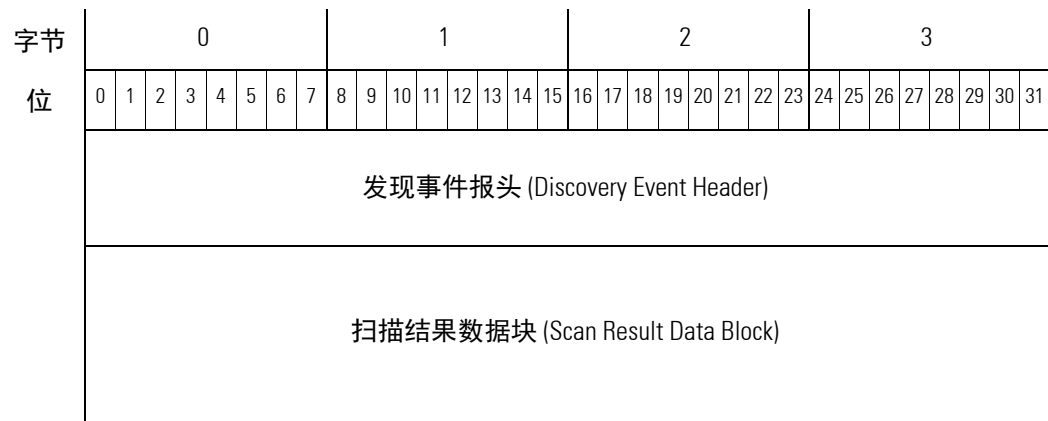 字节 0 1 2 3
位 0 1 2 3 4 5 6 7 8 9 10 11 12 13 14 15 16 17 18 19 20 21 22 23 24 25 26 27 28 29 30 31
发现事件报头 (Discovery Event Header)
扫描结果数据块 (Scan Result Data Block)